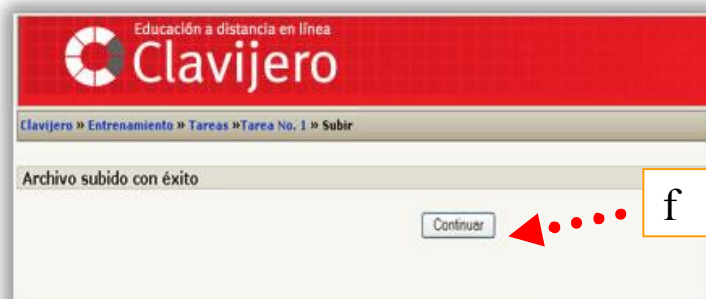 Educación a distancia en línea
Clavijero
Clavijero » Entrenamiento » Tareas »Tarea No. 1 » Subir
Archivo subido con éxito
Continuar
f